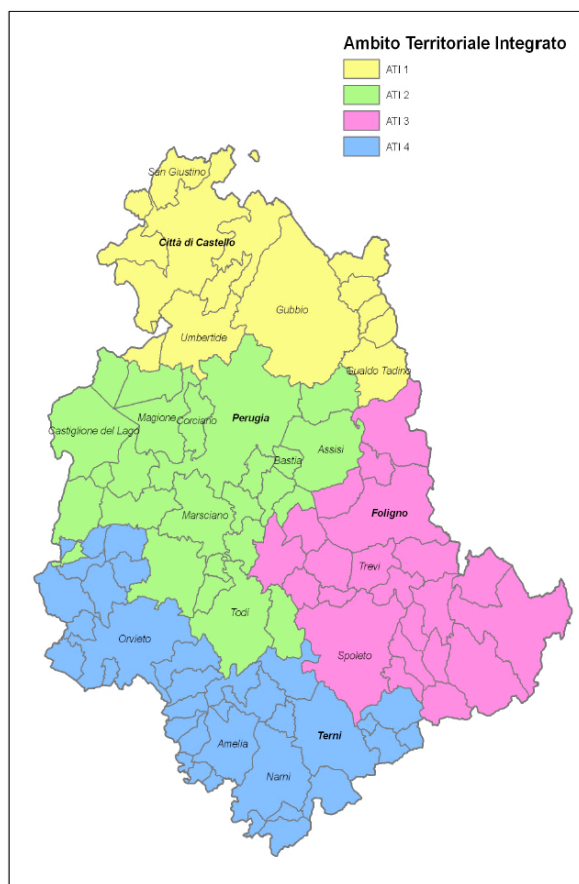 Ambito Territoriale Integrato
ATI 1
ATI 2
ATI 3
ATI 4
San Giustino
Città di Castello
Gubbio
Umbertide
Gualdo Tadino
Magione
Corciano
Perugia
Castiglione del Lago
Assisi
Bastia
Marsciano
Foligno
Trevi
Todi
Orvieto
Spoleto
Terni
Amelia
Narni